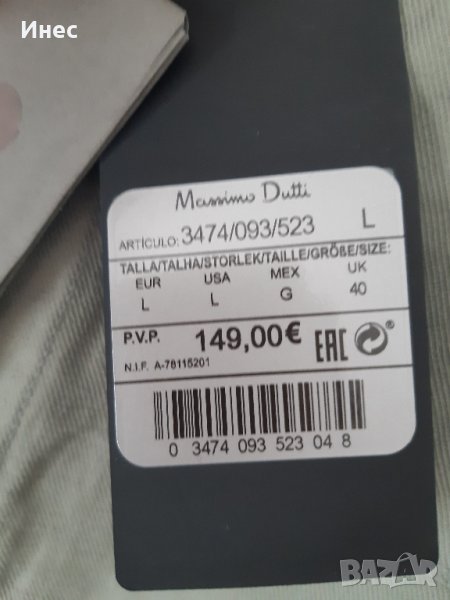 Инес
Massimo Dutti
ARTÍCULO: 3474/093/523 L
TALLA/TALHA/STORLEK/TAILLE/GRÖßE/SIZE:
EUR USA MEX UK
L L G 40
P.V.P. 149,00€ EAC ®
N.I.F. A-78115201
0 3474 093 523 04 8
BAZAR